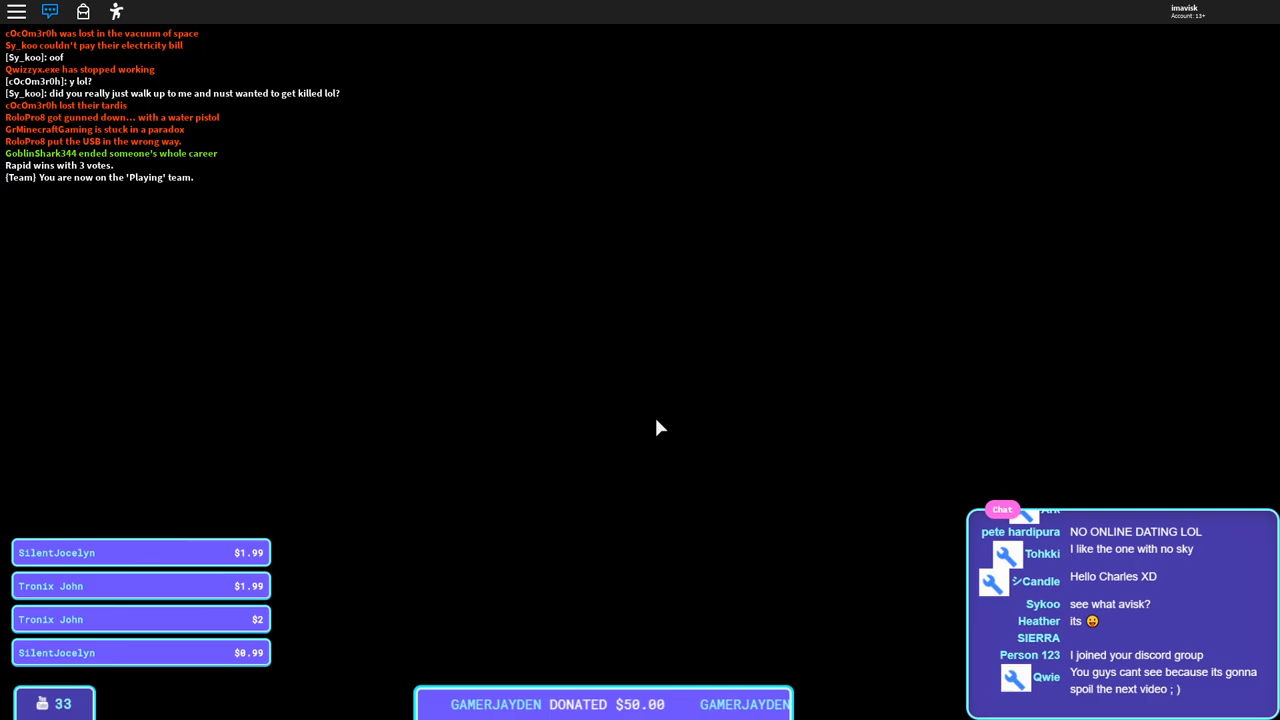 imavisk
Account: 13+
cOcOm3r0h was lost in the vacuum of space
Sy_koo couldn't pay their electricity bill
[Sy_koo]: oof
Qwizzyx.exe has stopped working
[cOcOm3r0h]: y lol?
[Sy_koo]: did you really just walk up to me and nust wanted to get killed lol?
cOcOm3r0h lost their tardis
RoloPro8 got gunned down... with a water pistol
GrMinecraftGaming is stuck in a paradox
RoloPro8 put the USB in the wrong way.
GoblinShark344 ended someone's whole career
Rapid wins with 3 votes.
{Team} You are now on the 'Playing' team.
SilentJocelyn $1.99
Tronix John $1.99
Tronix John $2
SilentJocelyn $0.99
33
GAMERJAYDEN DONATED $50.00 GAMERJAYDEN
Chat
pete hardipura NO ONLINE DATING LOL
Tohkki I like the one with no sky
シCandle Hello Charles XD
Sykoo see what avisk?
Heather its 😛
SIERRA
Person 123 I joined your discord group
Qwie You guys cant see because its gonna
spoil the next video ; )